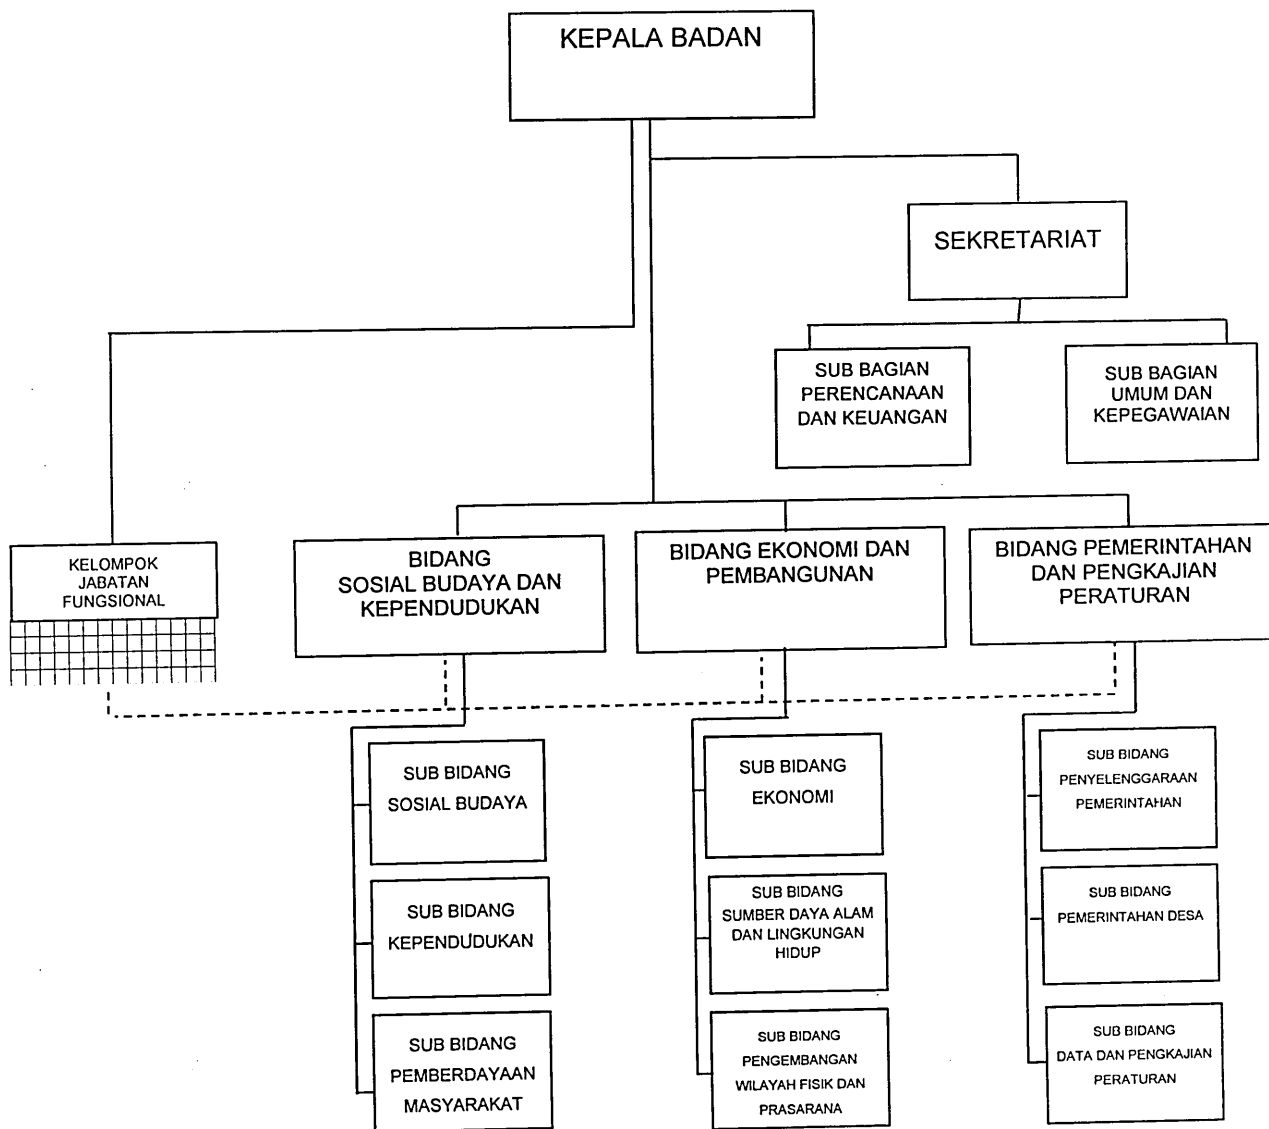 KEPALA BADAN
SEKRETARIAT
SUB BAGIAN
PERENCANAAN
DAN KEUANGAN
SUB BAGIAN
UMUM DAN
KEPEGAWAIAN
KELOMPOK
JABATAN
FUNGSIONAL
BIDANG
SOSIAL BUDAYA DAN
KEPENDUDUKAN
BIDANG EKONOMI DAN
PEMBANGUNAN
BIDANG PEMERINTAHAN
DAN PENGKAJIAN
PERATURAN
SUB BIDANG
SOSIAL BUDAYA
SUB BIDANG
KEPENDUDUKAN
SUB BIDANG
PEMBERDAYAAN
MASYARAKAT
SUB BIDANG
EKONOMI
SUB BIDANG
SUMBER DAYA ALAM
DAN LINGKUNGAN
HIDUP
SUB BIDANG
PENGEMBANGAN
WILAYAH FISIK DAN
PRASARANA
SUB BIDANG
PENYELENGGARAAN
PEMERINTAHAN
SUB BIDANG
PEMERINTAHAN DESA
SUB BIDANG
DATA DAN PENGKAJIAN
PERATURAN